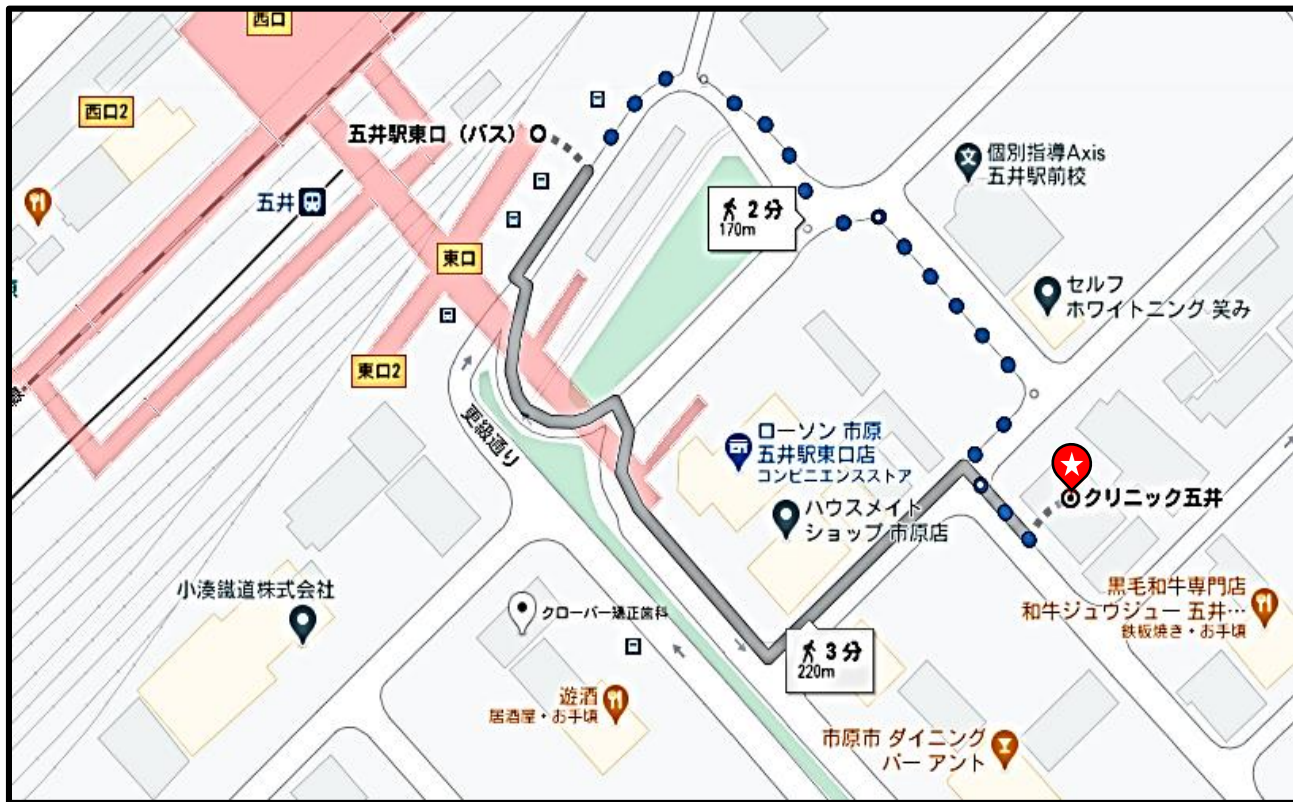 西口
西口2
五井駅東口（バス）
五井
東口
東口2
更級通り
2 分
170m
個別指導Axis
五井駅前校
セルフ
ホワイトニング 笑み
ローソン 市原
五井駅東口店
コンビニエンスストア
ハウスメイト
ショップ 市原店
クリニック五井
小湊鐵道株式会社
クローバー矯正歯科
3 分
220m
黒毛和牛専門店
和牛ジュウジュー 五井…
鉄板焼き・お手頃
遊酒
居酒屋・お手頃
市原市 ダイニング
バー アント